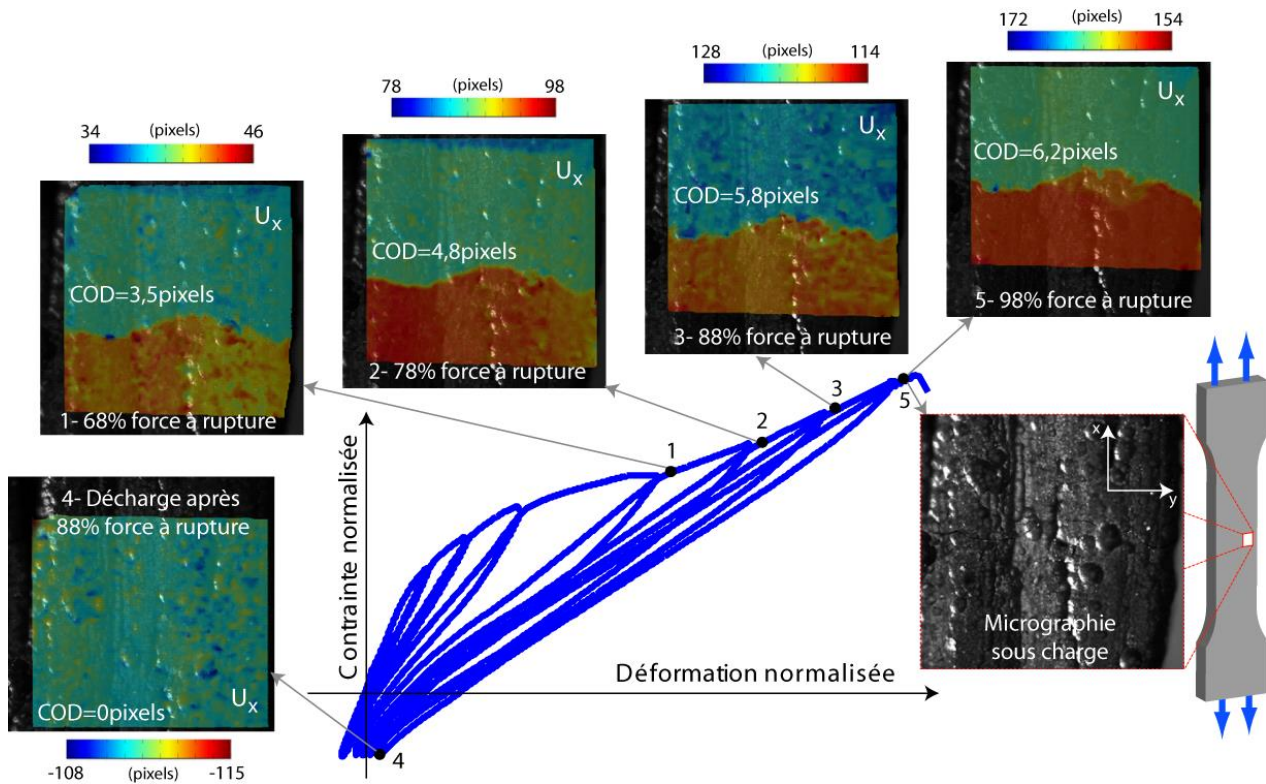 172 (pixels) 154
U_x
COD=6,2pixels
5- 98% force à rupture
128 (pixels) 114
U_x
COD=5,8pixels
3- 88% force à rupture
78 (pixels) 98
U_x
COD=4,8pixels
2- 78% force à rupture
34 (pixels) 46
U_x
COD=3,5pixels
1- 68% force à rupture
4- Décharge après
88% force à rupture
COD=0pixels
U_x
-108 (pixels) -115
Contrainte normalisée
Déformation normalisée
1
2
3
5
4
x
y
Micrographie
sous charge